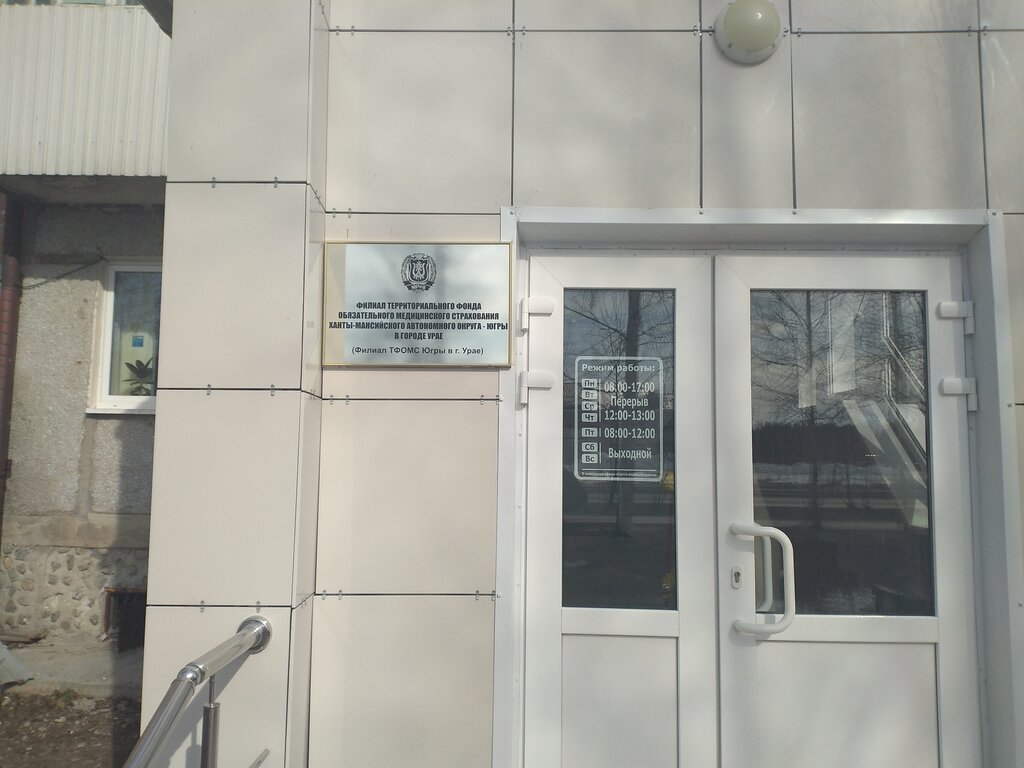 ФИЛИАЛ ТЕРРИТОРИАЛЬНОГО ФОНДА
ОБЯЗАТЕЛЬНОГО МЕДИЦИНСКОГО СТРАХОВАНИЯ
ХАНТЫ-МАНСИЙСКОГО АВТОНОМНОГО ОКРУГА - ЮГРЫ
В ГОРОДЕ УРАЕ
(Филиал ТФОМС Югры в г. Урае)
Режим работы:
Пн 08:00-17:00
Вт Перерыв
Ср 12:00-13:00
Чт
Пт 08:00-12:00
Сб Выходной
Вс